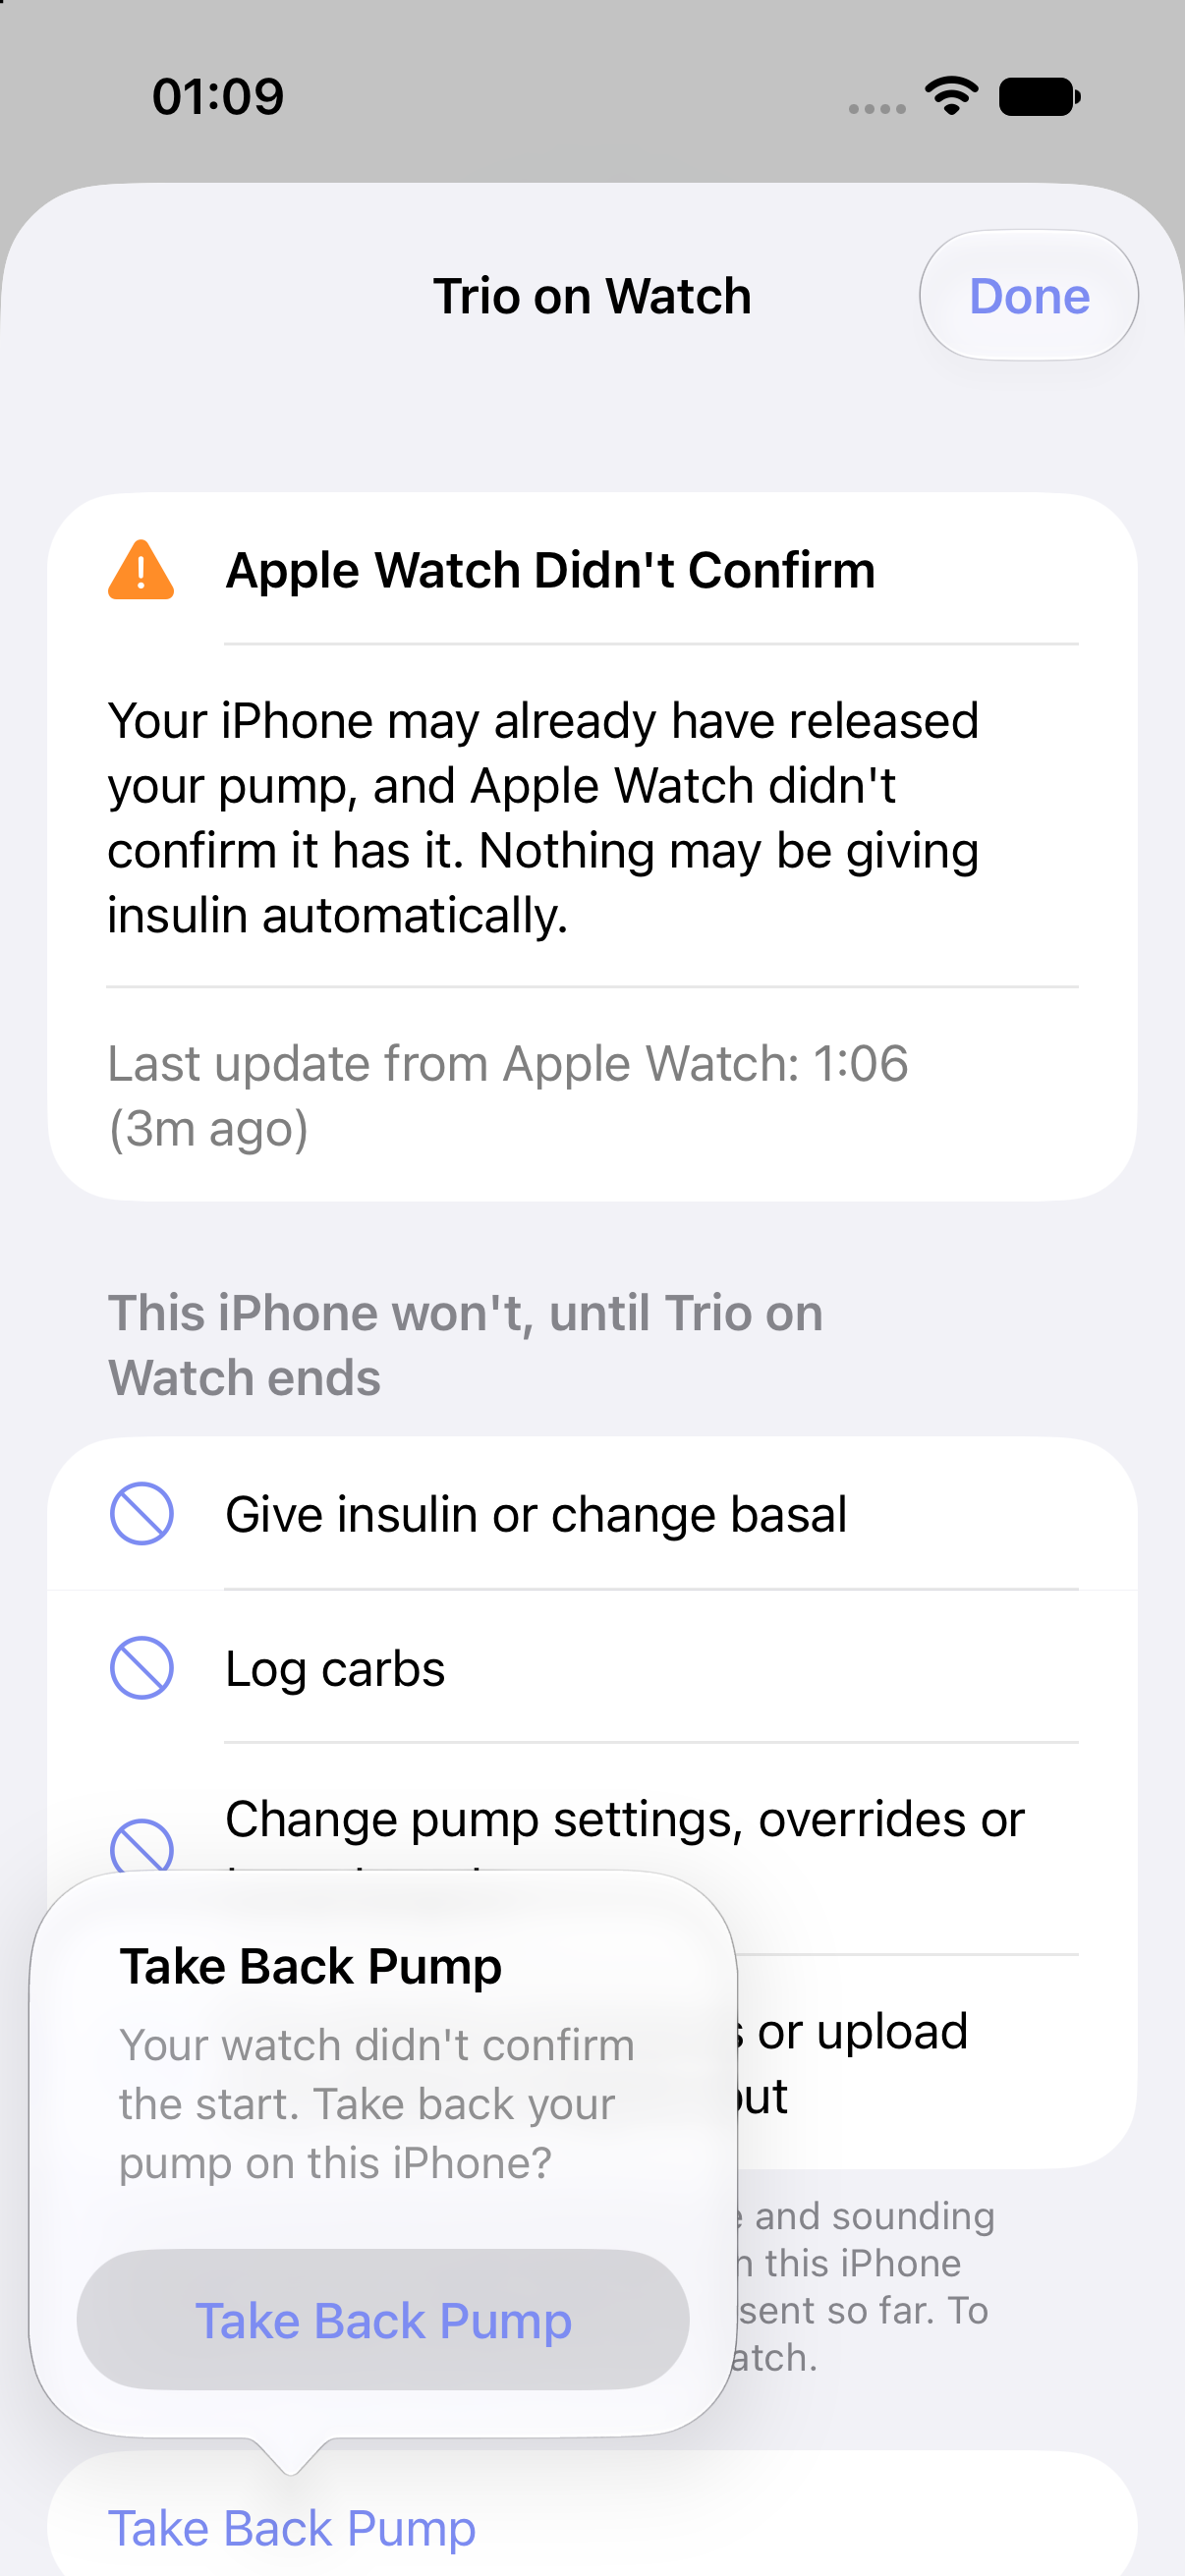 01:09
Trio on Watch
Done
Apple Watch Didn't Confirm
Your iPhone may already have released
your pump, and Apple Watch didn't
confirm it has it. Nothing may be giving
insulin automatically.
Last update from Apple Watch: 1:06
(3m ago)
This iPhone won't, until Trio on
Watch ends
Give insulin or change basal
Log carbs
Change pump settings, overrides or
Take Back Pump
Your watch didn't confirm
the start. Take back your
pump on this iPhone?
Take Back Pump
or upload
and sounding
this iPhone
sent so far. To
Take Back Pump